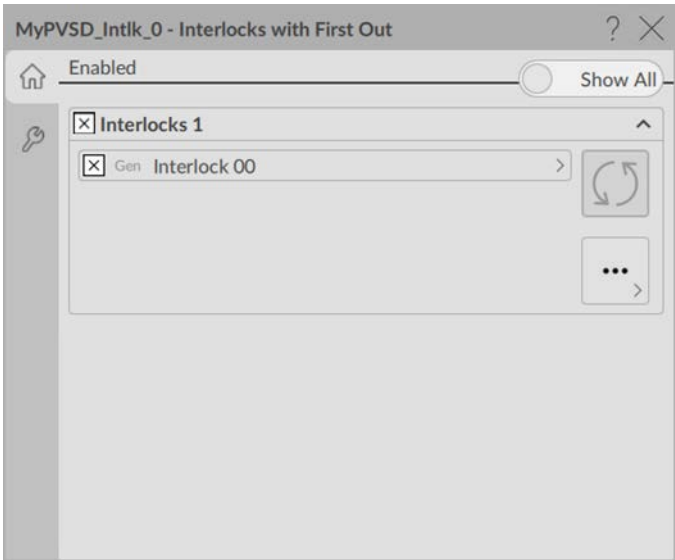 MyPVSD_Intlk_0 - Interlocks with First Out ?
Enabled
Show All
Interlocks 1
Gen Interlock 00
...